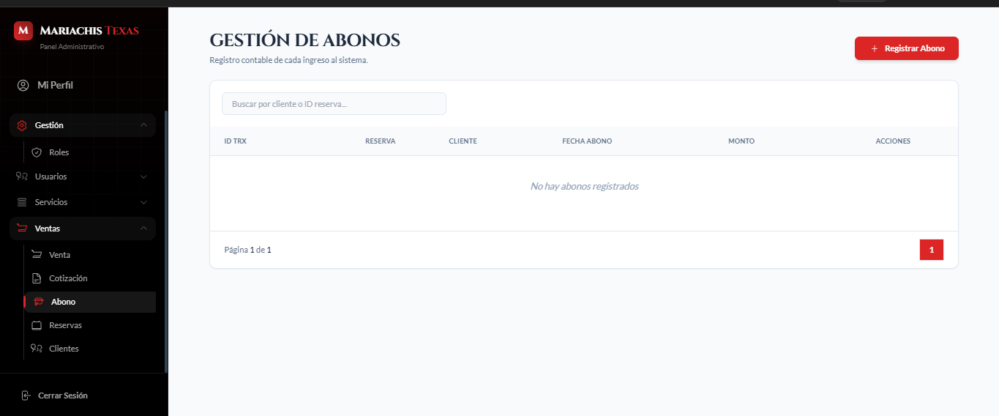 M
MARIACHIS TEXAS
Panel Administrativo
Mi Perfil
Gestión
Roles
Usuarios
Servicios
Ventas
Venta
Cotización
Abono
Reservas
Clientes
Cerrar Sesión
GESTIÓN DE ABONOS
Registro contable de cada ingreso al sistema.
+ Registrar Abono
Buscar por cliente o ID reserva...
ID TRX RESERVA CLIENTE FECHA ABONO MONTO ACCIONES
No hay abonos registrados
Página 1 de 1
1